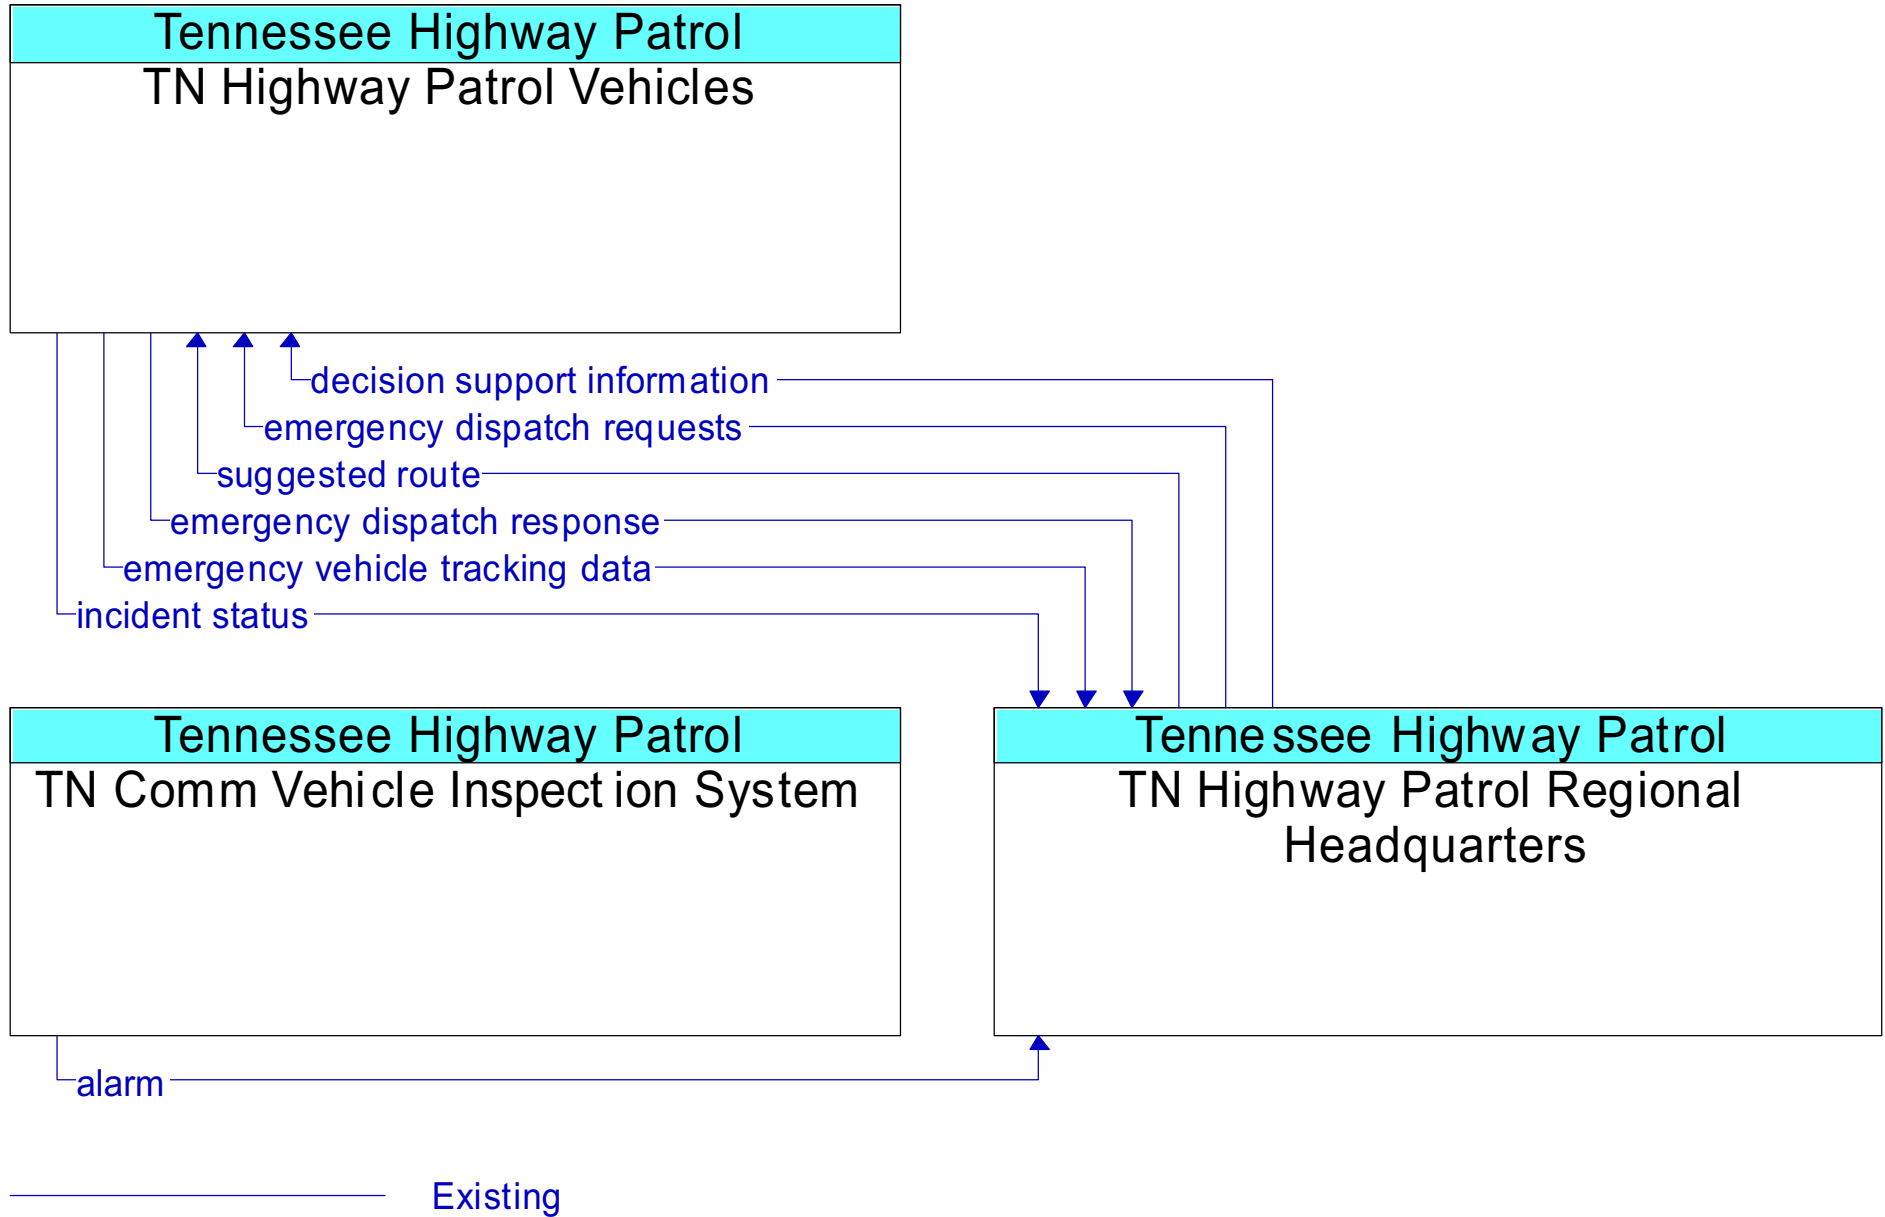 Tennessee Highway Patrol
TN Highway Patrol Vehicles
decision support information
emergency dispatch requests
suggested route
emergency dispatch response
emergency vehicle tracking data
incident status
Tennessee Highway Patrol
TN Comm Vehicle Inspection System
Tennessee Highway Patrol
TN Highway Patrol Regional
Headquarters
alarm
Existing